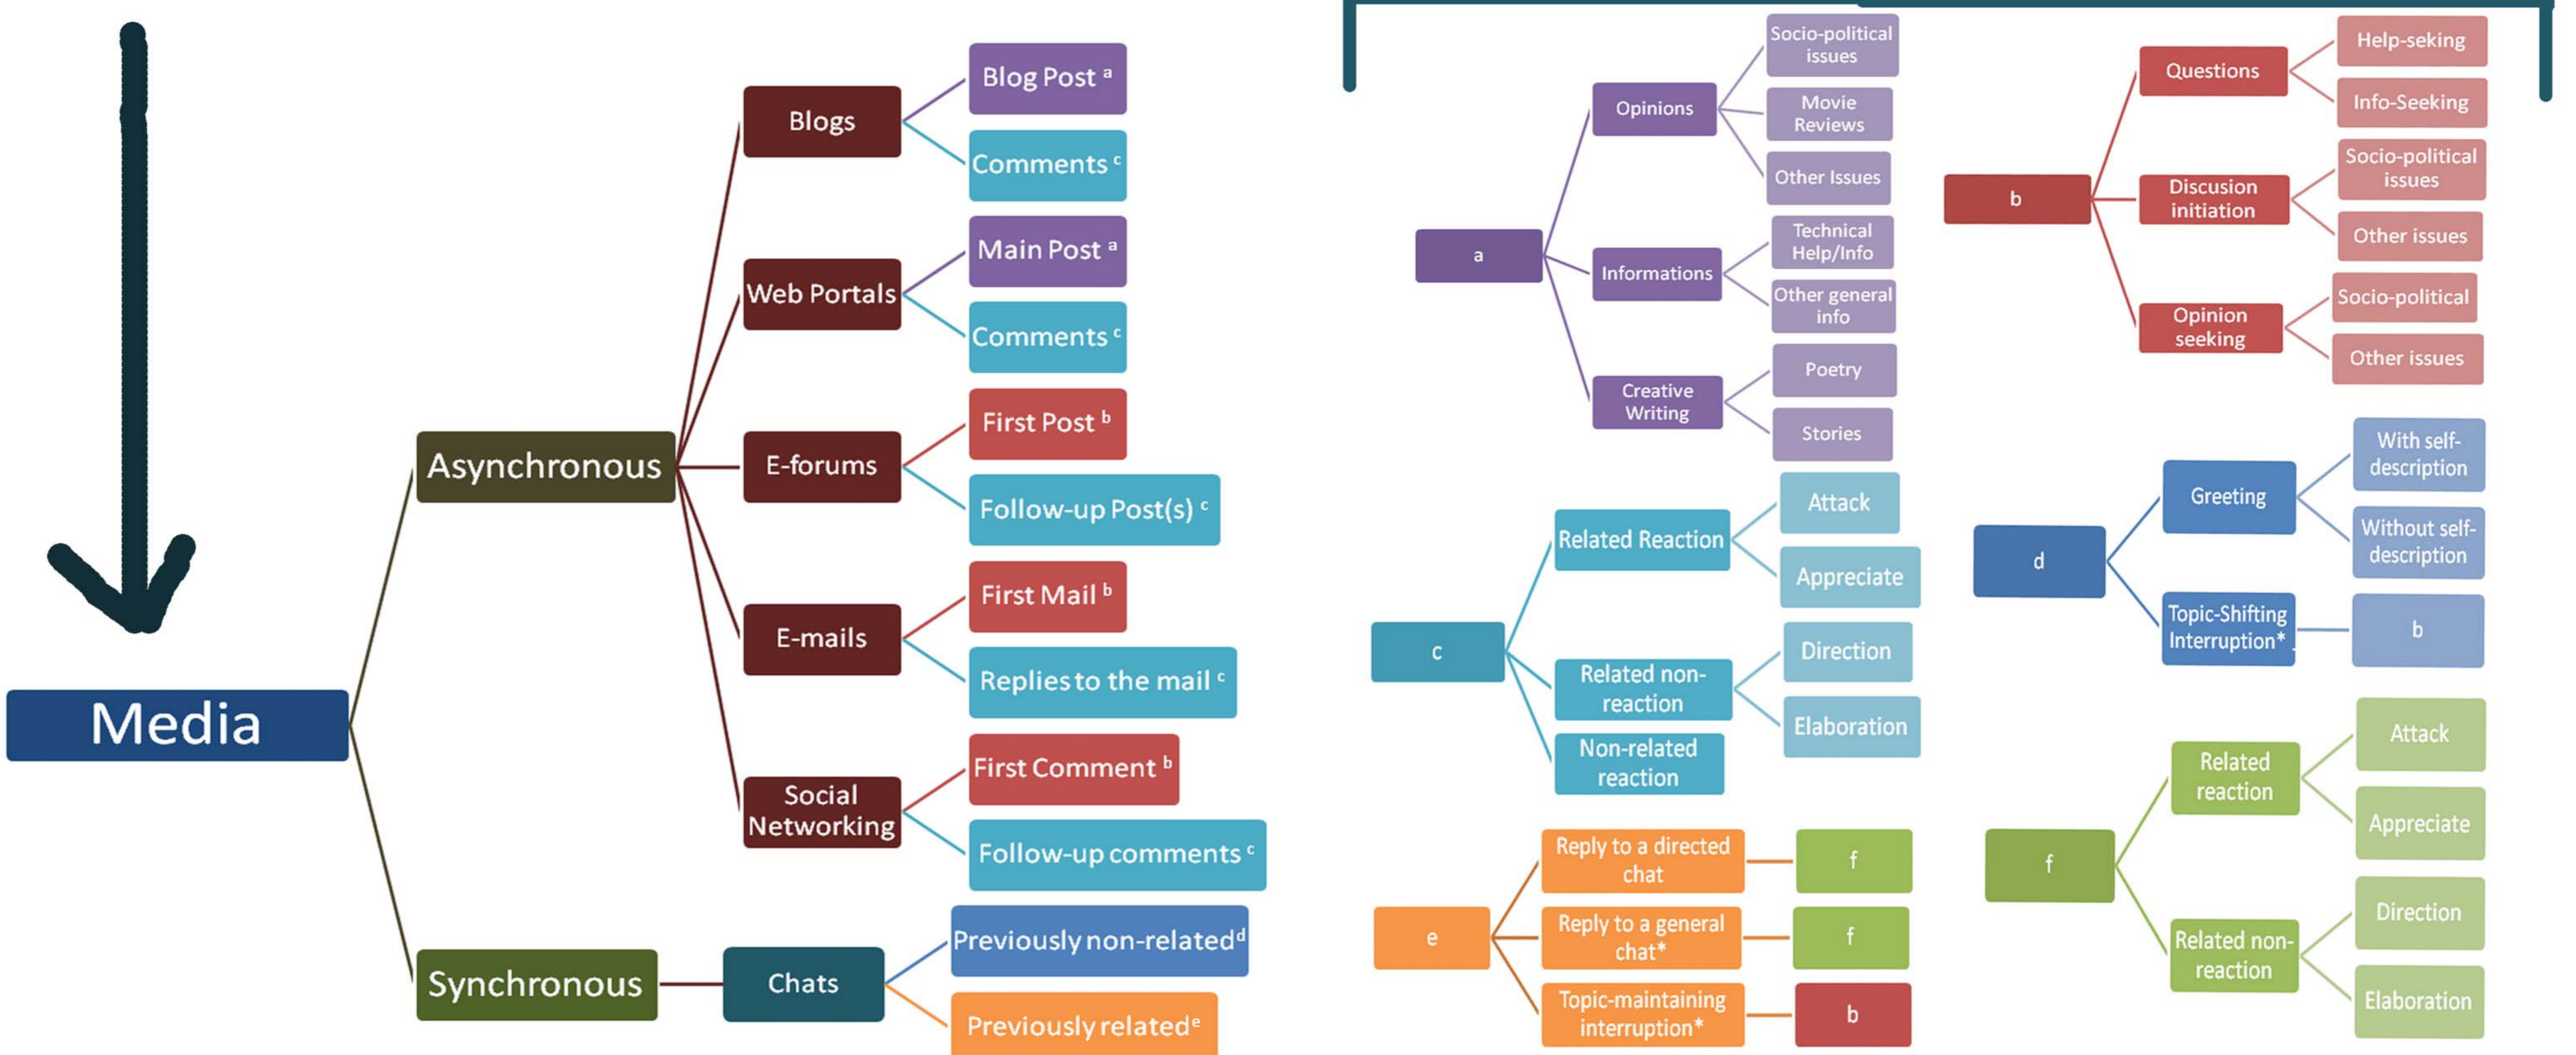 Media
Asynchronous
Synchronous
Blogs
Web Portals
E-forums
E-mails
Social
Networking
Chats
Blog Post a
Comments c
Main Post a
Comments c
First Post b
Follow-up Post(s) c
First Mail b
Replies to the mail c
First Comment b
Follow-up comments c
Previously non-related d
Previously related e
a
Opinions
Socio-political
issues
Movie
Reviews
Other Issues
Informations
Technical
Help/Info
Other general
info
Creative
Writing
Poetry
Stories
b
Questions
Help-seking
Info-Seeking
Discusion
initiation
Socio-political
issues
Other issues
Opinion
seeking
Socio-political
Other issues
c
Related Reaction
Attack
Appreciate
Related non-
reaction
Direction
Elaboration
Non-related
reaction
d
Greeting
With self-
description
Without self-
description
Topic-Shifting
Interruption*
b
e
Reply to a directed
chat
f
Reply to a general
chat*
f
Topic-maintaining
interruption*
b
f
Related
reaction
Attack
Appreciate
Related non-
reaction
Direction
Elaboration